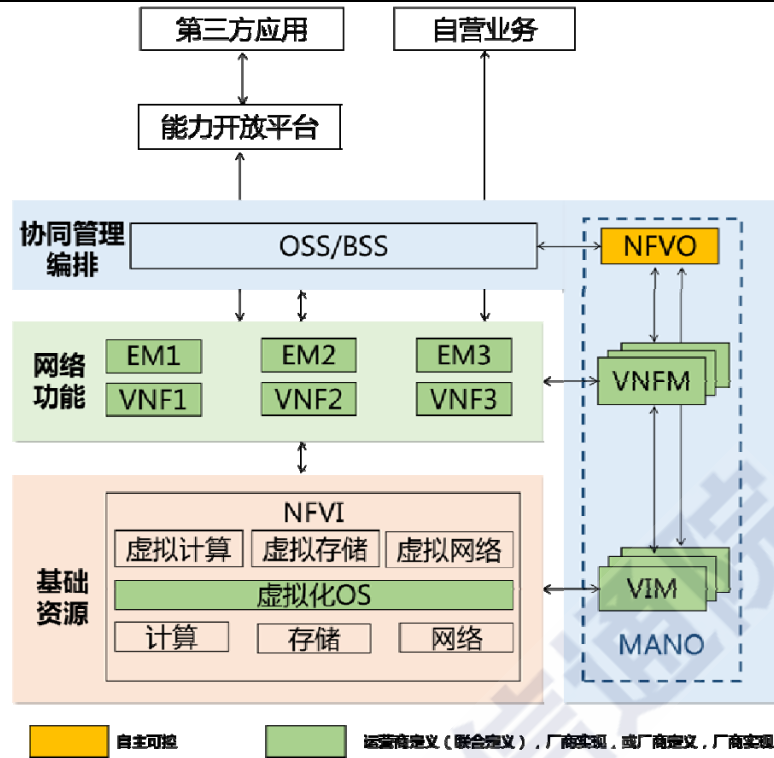 第三方应用
自营业务
能力开放平台
协同管理
编排
OSS/BSS
NFVO
网络
功能
EM1
EM2
EM3
VNF1
VNF2
VNF3
VNFM
基础
资源
NFVI
虚拟计算
虚拟存储
虚拟网络
虚拟化OS
计算
存储
网络
VIM
MANO
自主可控
运营商定义（联合定义），厂商实现，或厂商定义，厂商实现
信通院